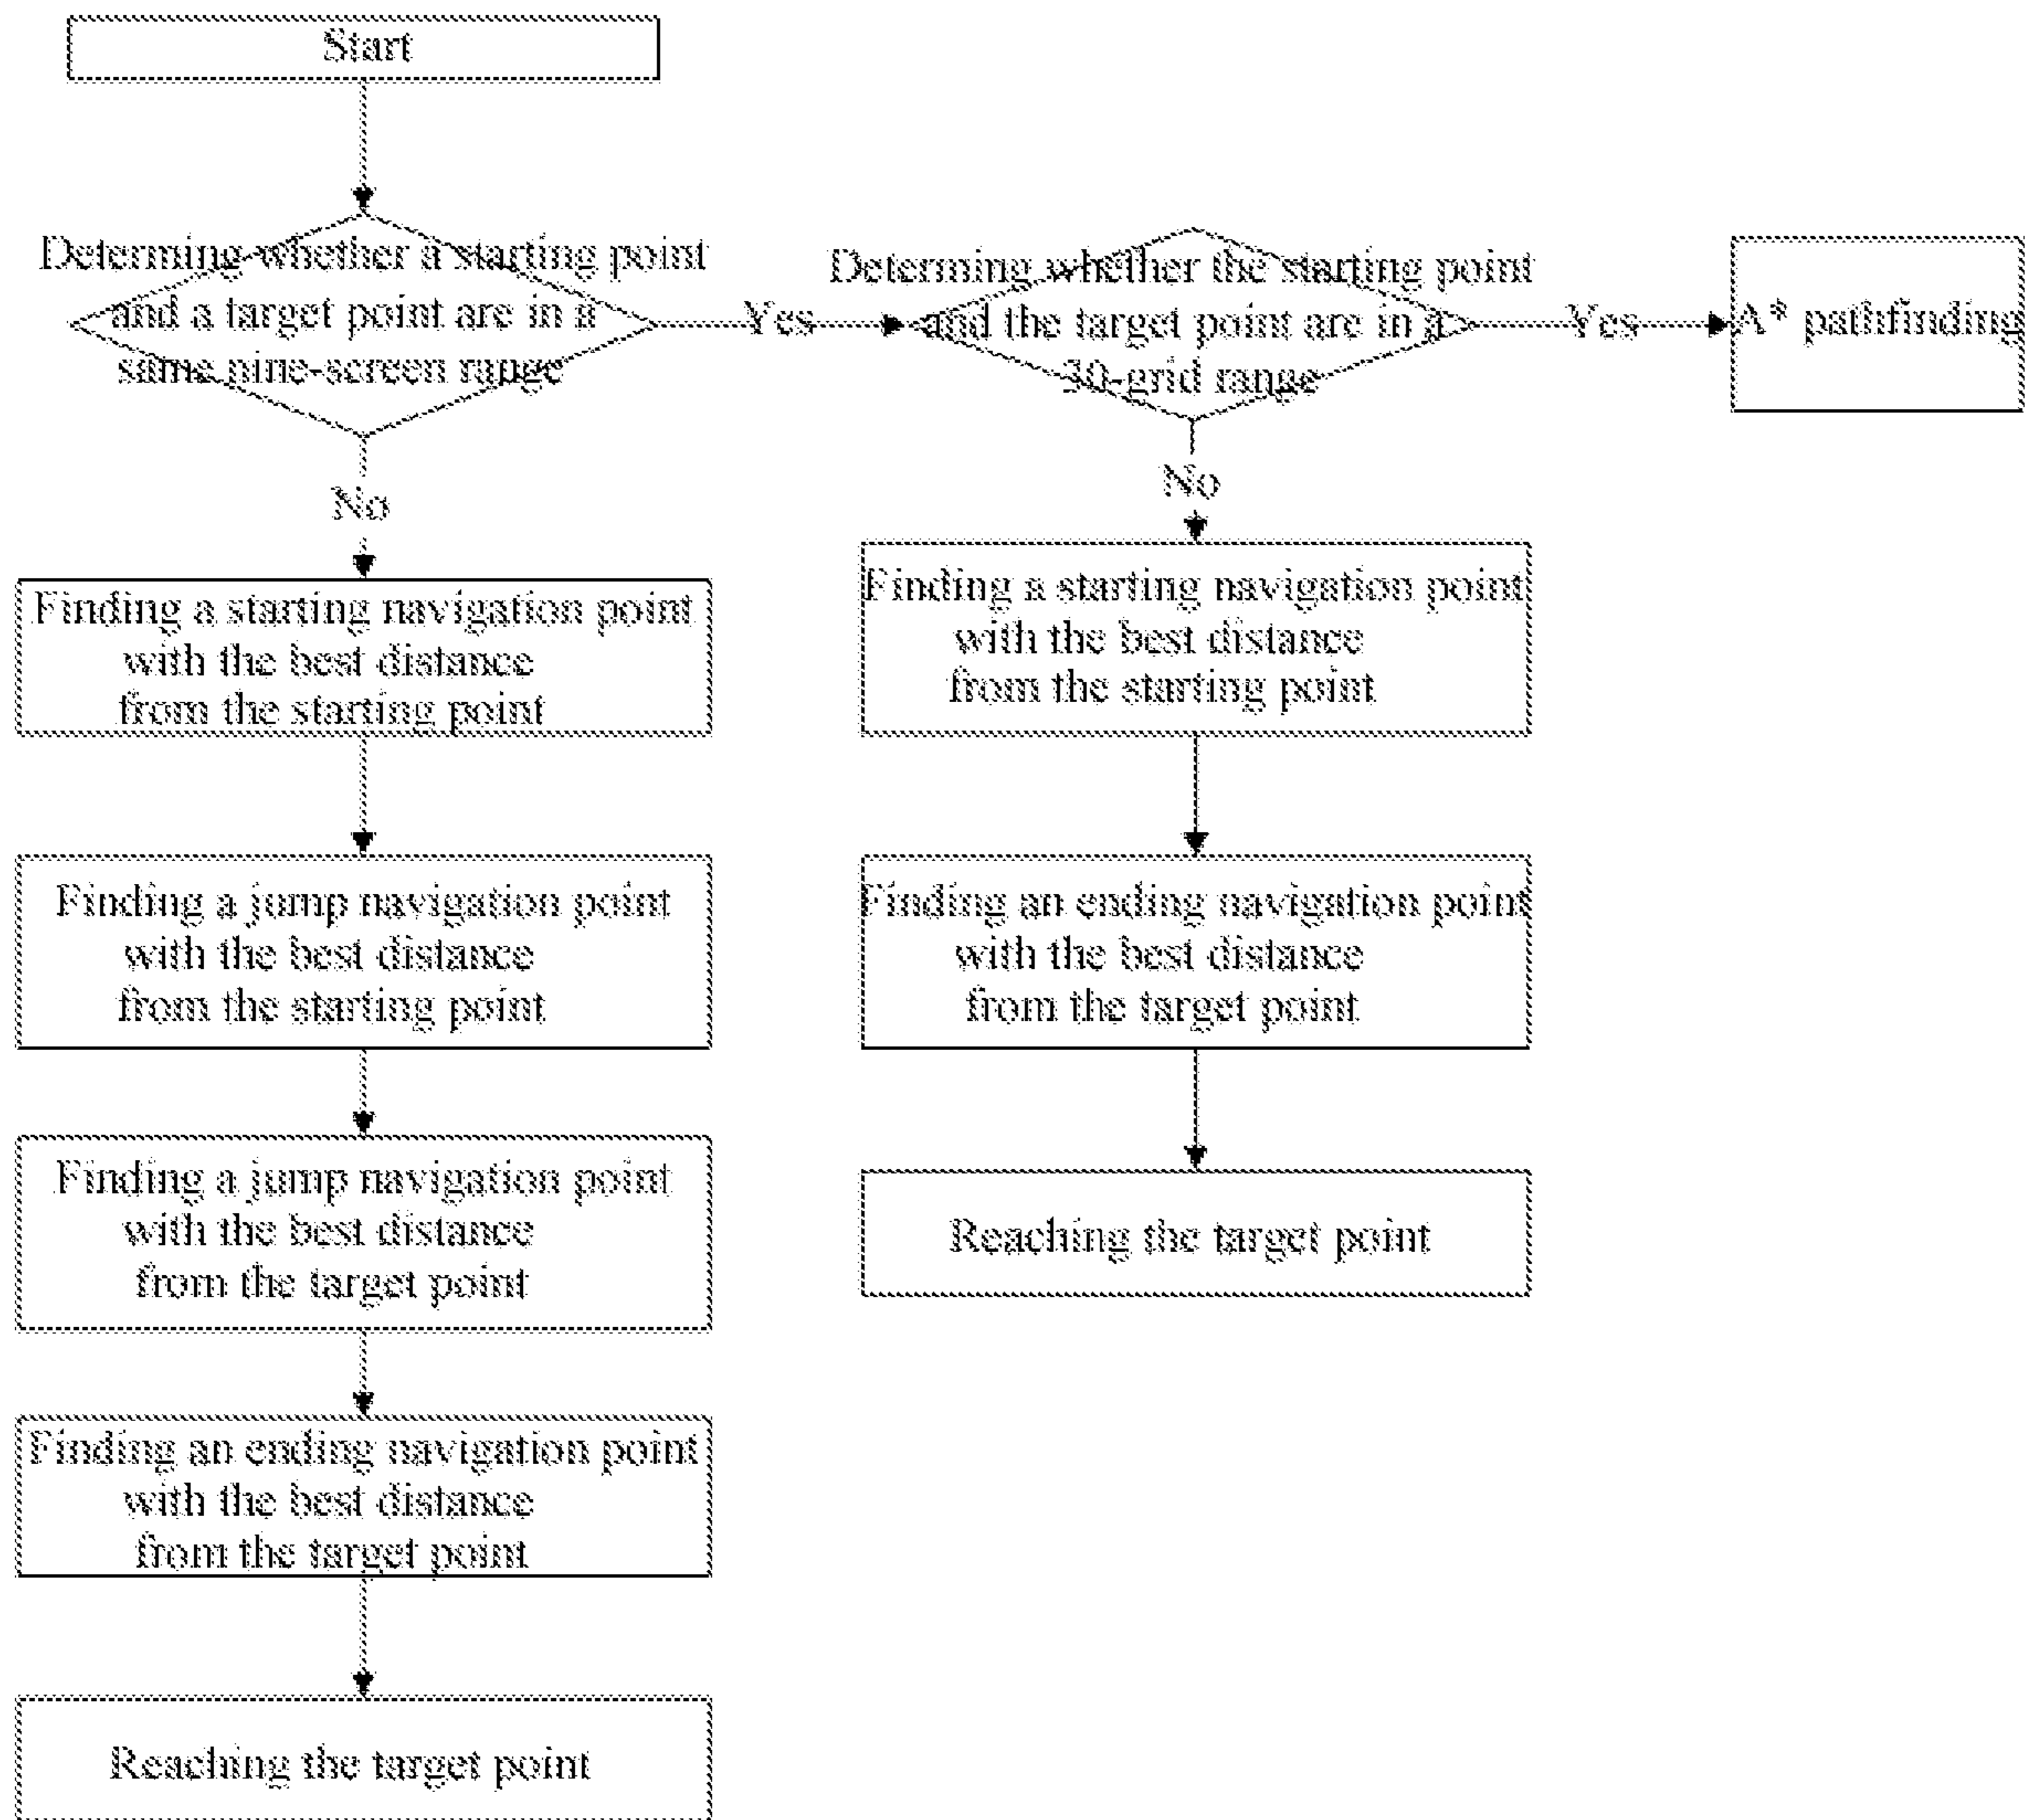 Start
Determing whether a starting point
and a target point are in a
same nine-screen range
Yes
Determing whether the starting point
and the target point are in a
30-grid range
Yes
A* pathfinding
No
No
Finding a starting navigation point
with the best distance
from the starting point
Finding a starting navigation point
with the best distance
from the starting point
Finding a jump navigation point
with the best distance
from the starting point
Finding an ending navigation point
with the best distance
from the target point
Finding a jump navigation point
with the best distance
from the target point
Reaching the target point
Finding an ending navigation point
with the best distance
from the target point
Reaching the target point